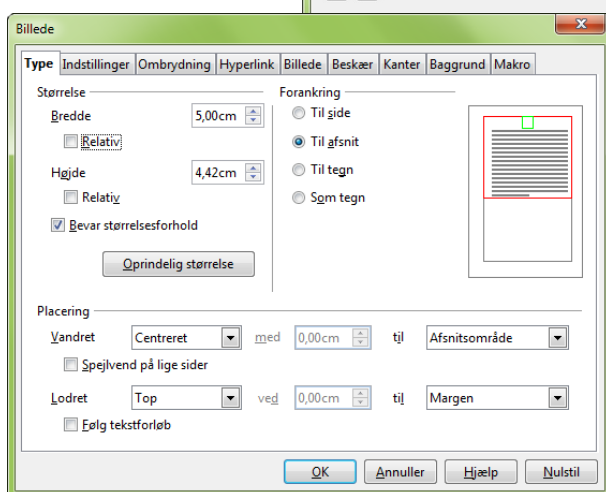 Billede
Type Indstillinger Ombrydning Hyperlink Billede Beskær Kanter Baggrund Makro
Størrelse
Bredde 5,00cm
Relativ
Højde 4,42cm
Relativ
Bevar størrelsesforhold
Oprindelig størrelse
Forankring
Til side
Til afsnit
Til tegn
Som tegn
Placering
Vandret Centreret med 0,00cm til Afsnitsområde
Spejlvend på lige sider
Lodret Top ved 0,00cm til Margen
Følg tekstforløb
OK Annuller Hjælp Nulstil